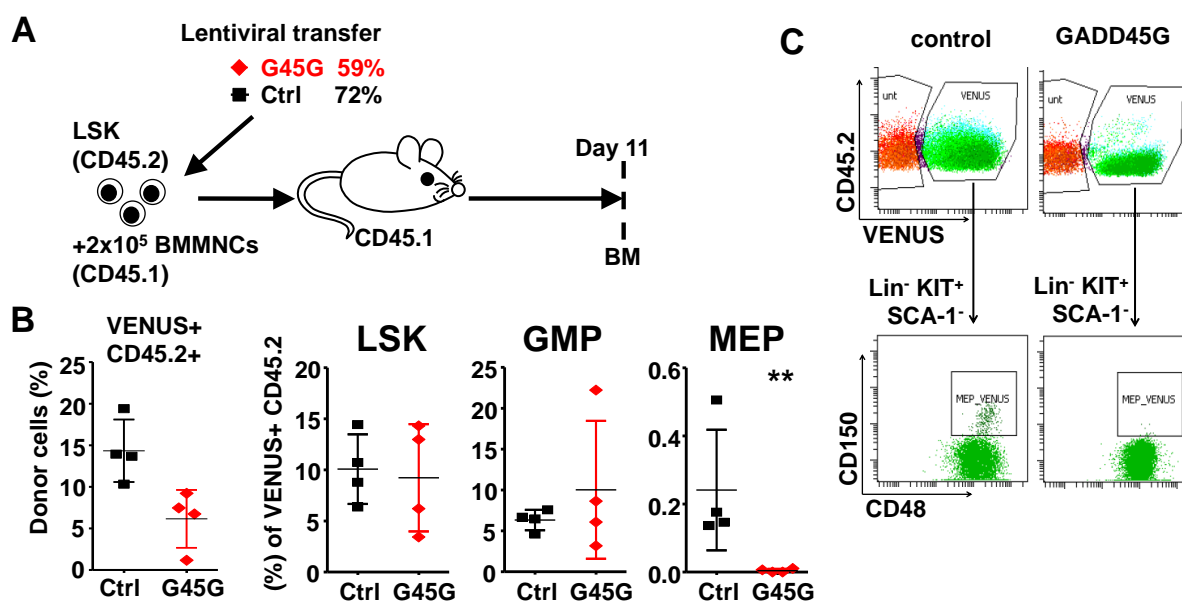 A
Lentiviral transfer
G45G 59%
Ctrl 72%
LSK
(CD45.2)
+2x10⁵ BMMNCs
(CD45.1)
CD45.1
Day 11
BM
B
VENUS+
CD45.2+
Donor cells (%)
25
20
15
10
5
0
Ctrl G45G
LSK
(%) of VENUS+ CD45.2
20
15
10
5
0
Ctrl G45G
GMP
25
20
15
10
5
0
Ctrl G45G
MEP
**
0.6
0.4
0.2
0.0
Ctrl G45G
C
control GADD45G
unt VENUS
unt VENUS
CD45.2
VENUS
Lin⁻ KIT⁺
SCA-1⁻
Lin⁻ KIT⁺
SCA-1⁻
MEP_VENUS
MEP_VENUS
CD150
CD48